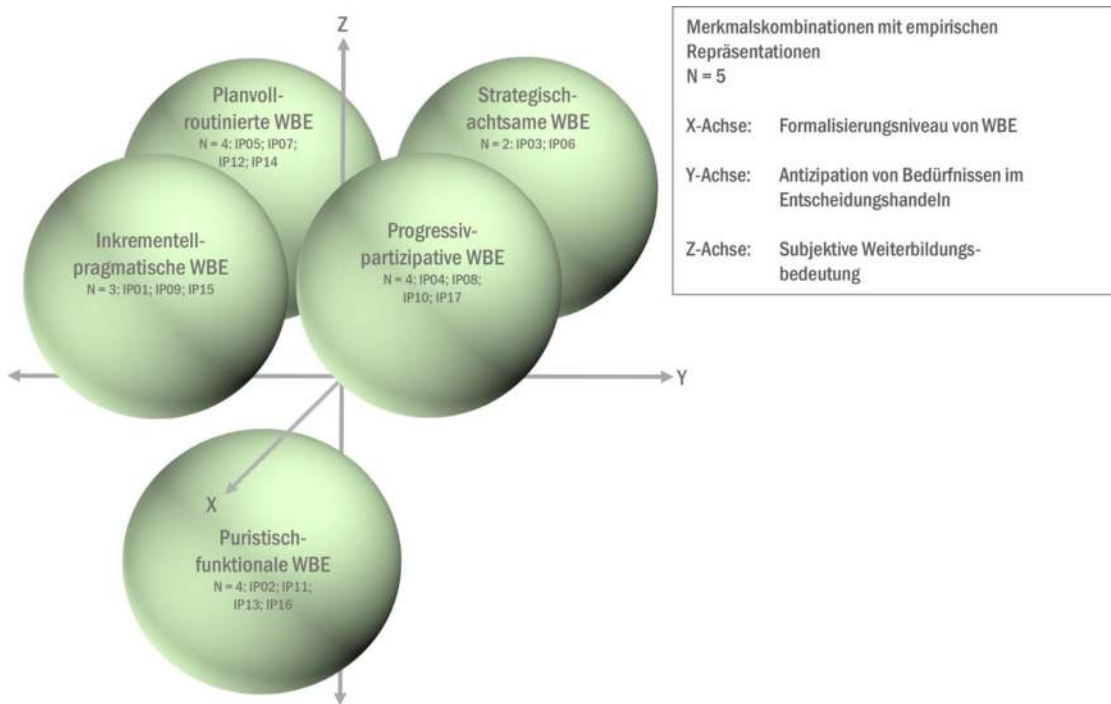 Z
Planvoll-
routinierte WBE
N = 4: IP05; IP07;
IP12; IP14
Strategisch-
achtsame WBE
N = 2: IP03; IP06
Inkrementell-
pragmatische WBE
N = 3: IP01; IP09; IP15
Progressiv-
partizipative WBE
N = 4: IP04; IP08;
IP10; IP17
Y
X
Puristisch-
funktionale WBE
N = 4: IP02; IP11;
IP13; IP16
Merkmalskombinationen mit empirischen
Repräsentationen
N = 5
X-Achse: Formalisierungsniveau von WBE
Y-Achse: Antizipation von Bedürfnissen im
Entscheidungshandeln
Z-Achse: Subjektive Weiterbildungs-
bedeutung